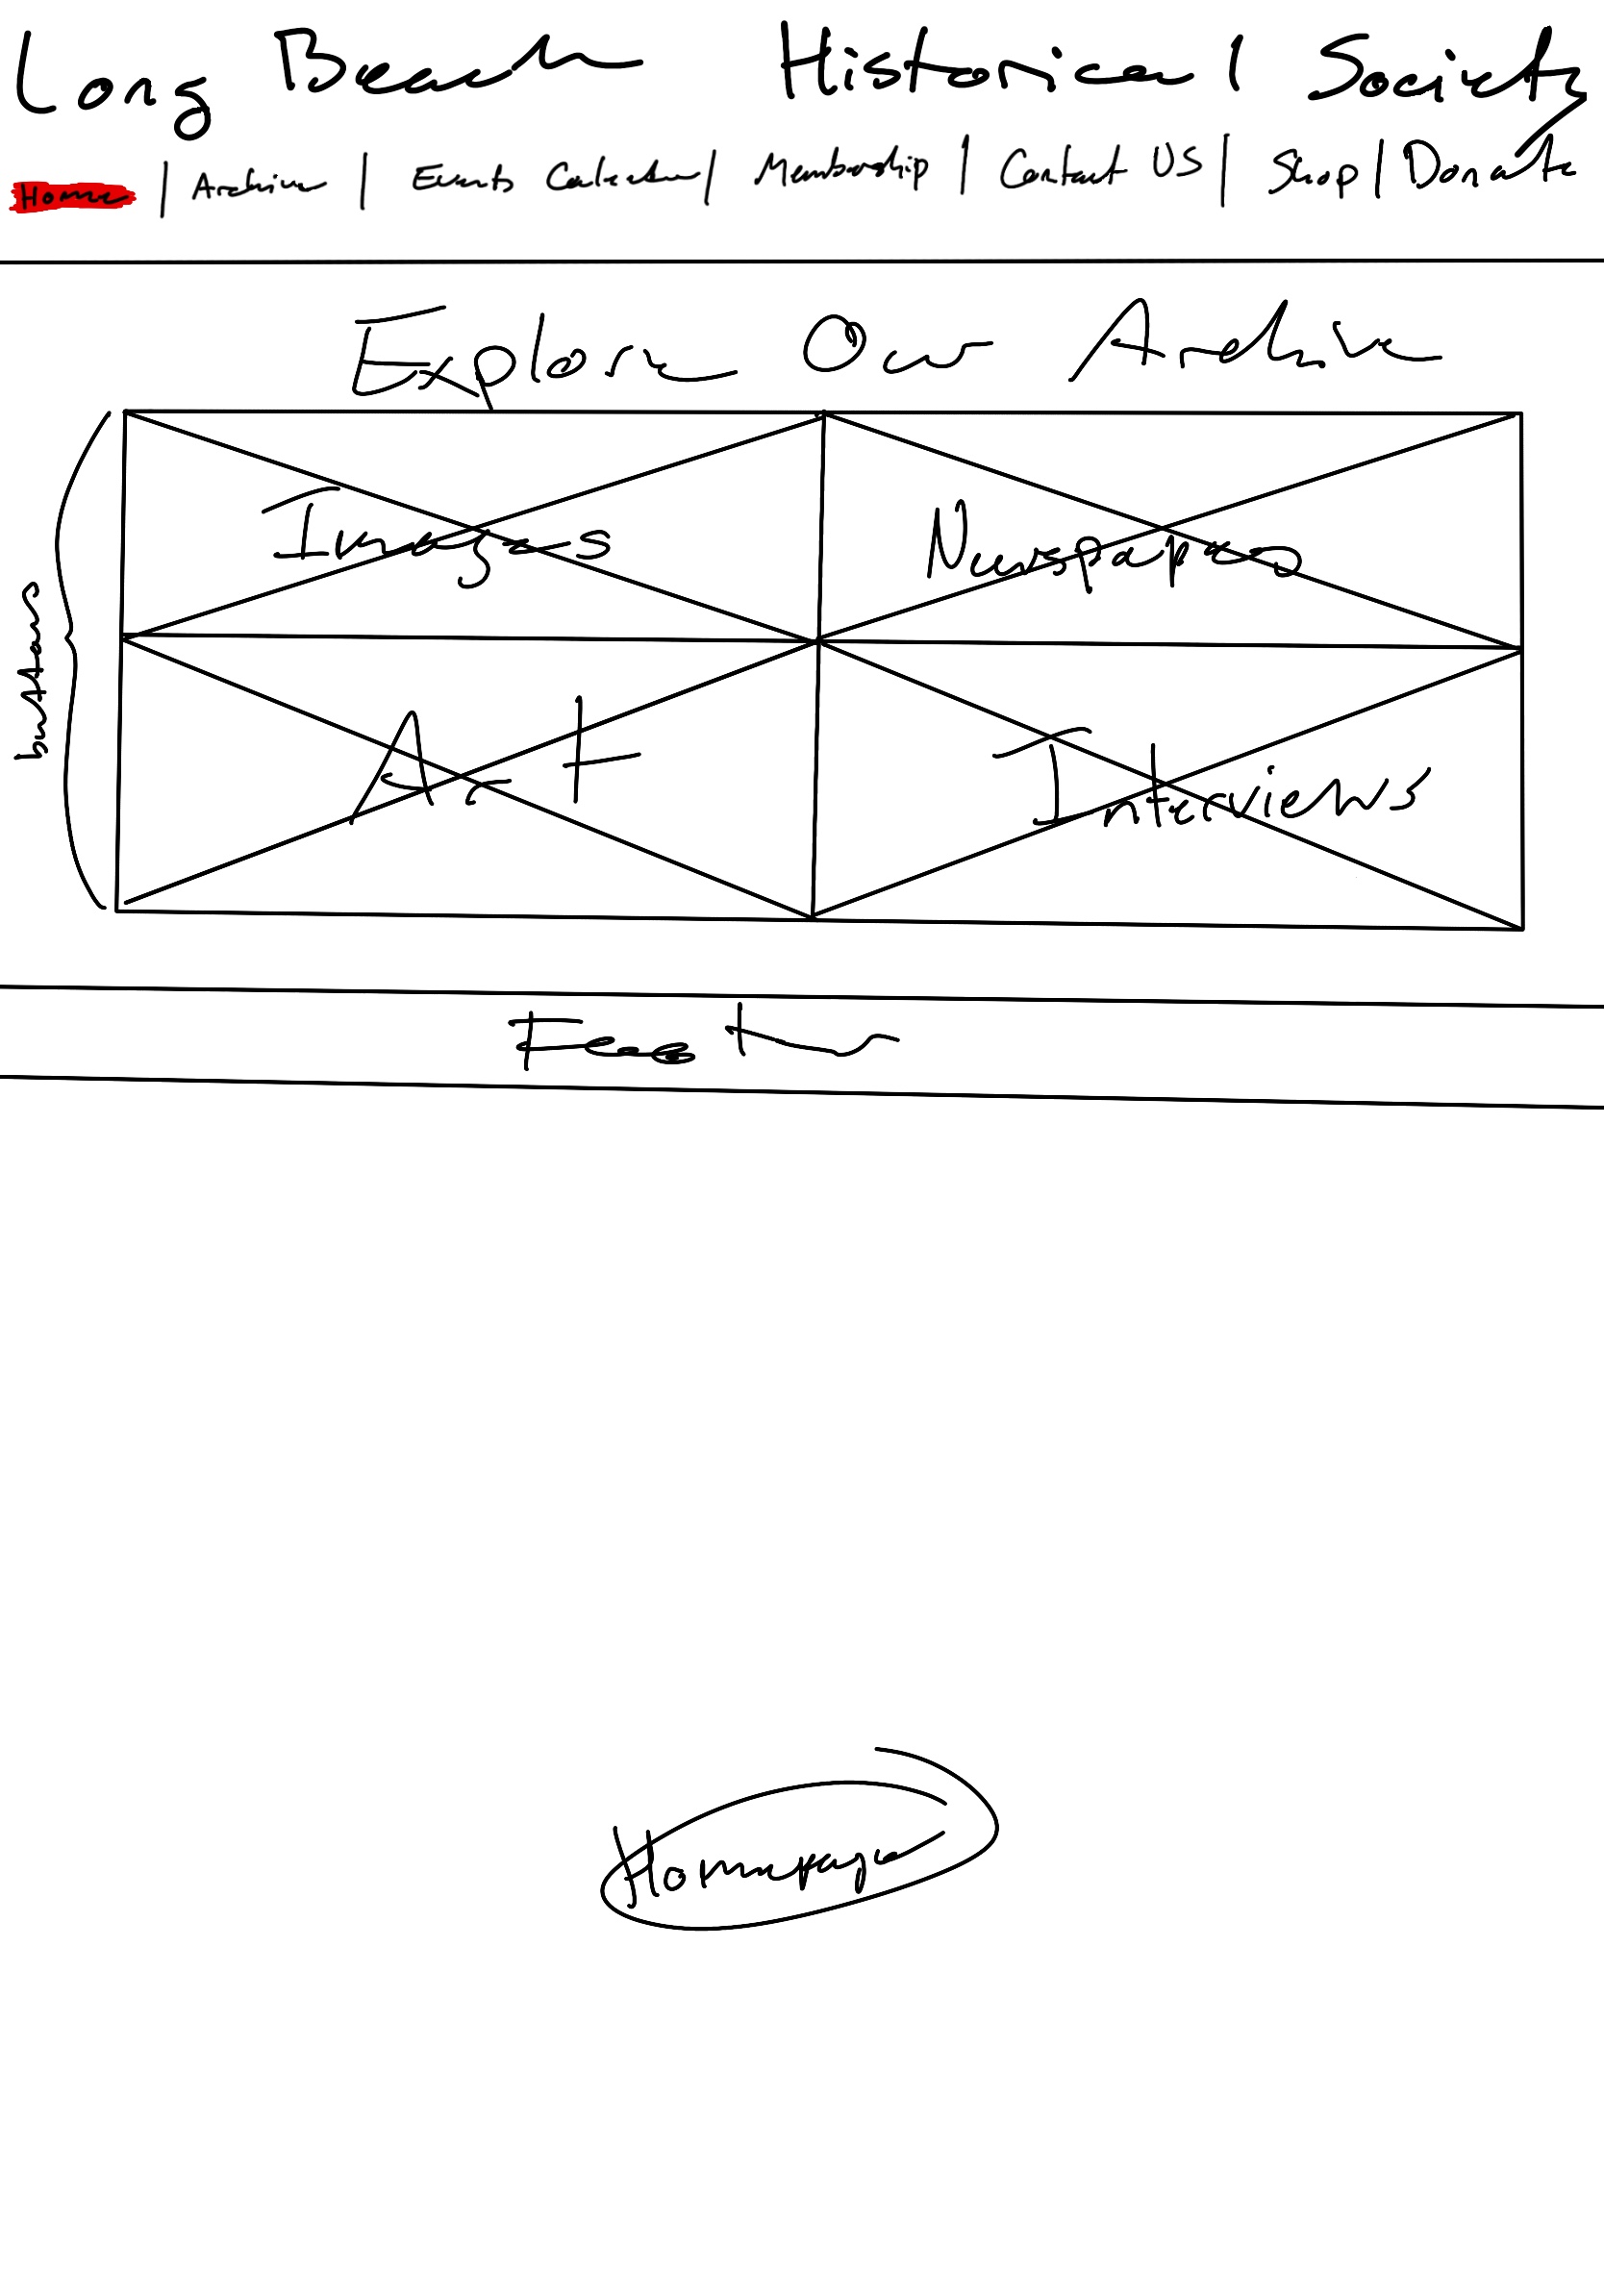 Long Beach Historical Society
Home | Archive | Events Calendar | Membership | Contact US | Shop | Donate
Explore Our Archive
Images Newspapers
buttons
Art Interviews
Homepage